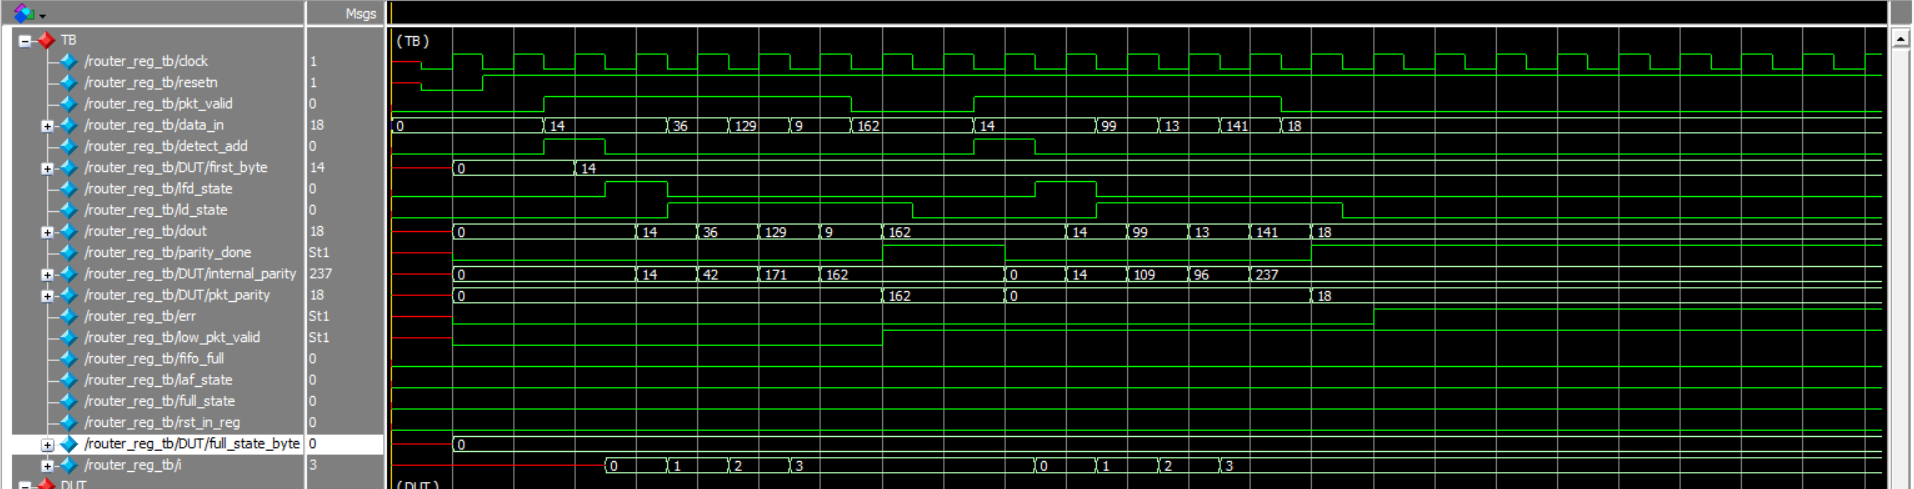 Msgs
TB (TB)
/router_reg_tb/clock 1
/router_reg_tb/resetn 1
/router_reg_tb/pkt_valid 0
/router_reg_tb/data_in 18 0 14 36 129 9 162 14 99 13 141 18
/router_reg_tb/detect_add 0
/router_reg_tb/DUT/first_byte 14 0 14
/router_reg_tb/lfd_state 0
/router_reg_tb/ld_state 0
/router_reg_tb/dout 18 0 14 36 129 9 162 14 99 13 141 18
/router_reg_tb/parity_done St1
/router_reg_tb/DUT/internal_parity 237 0 14 42 171 162 0 14 109 96 237
/router_reg_tb/DUT/pkt_parity 18 0 162 0 18
/router_reg_tb/err St1
/router_reg_tb/low_pkt_valid St1
/router_reg_tb/fifo_full 0
/router_reg_tb/laf_state 0
/router_reg_tb/full_state 0
/router_reg_tb/rst_in_reg 0
/router_reg_tb/DUT/full_state_byte 0 0
/router_reg_tb/i 3 0 1 2 3 0 1 2 3
DUT (DUT)